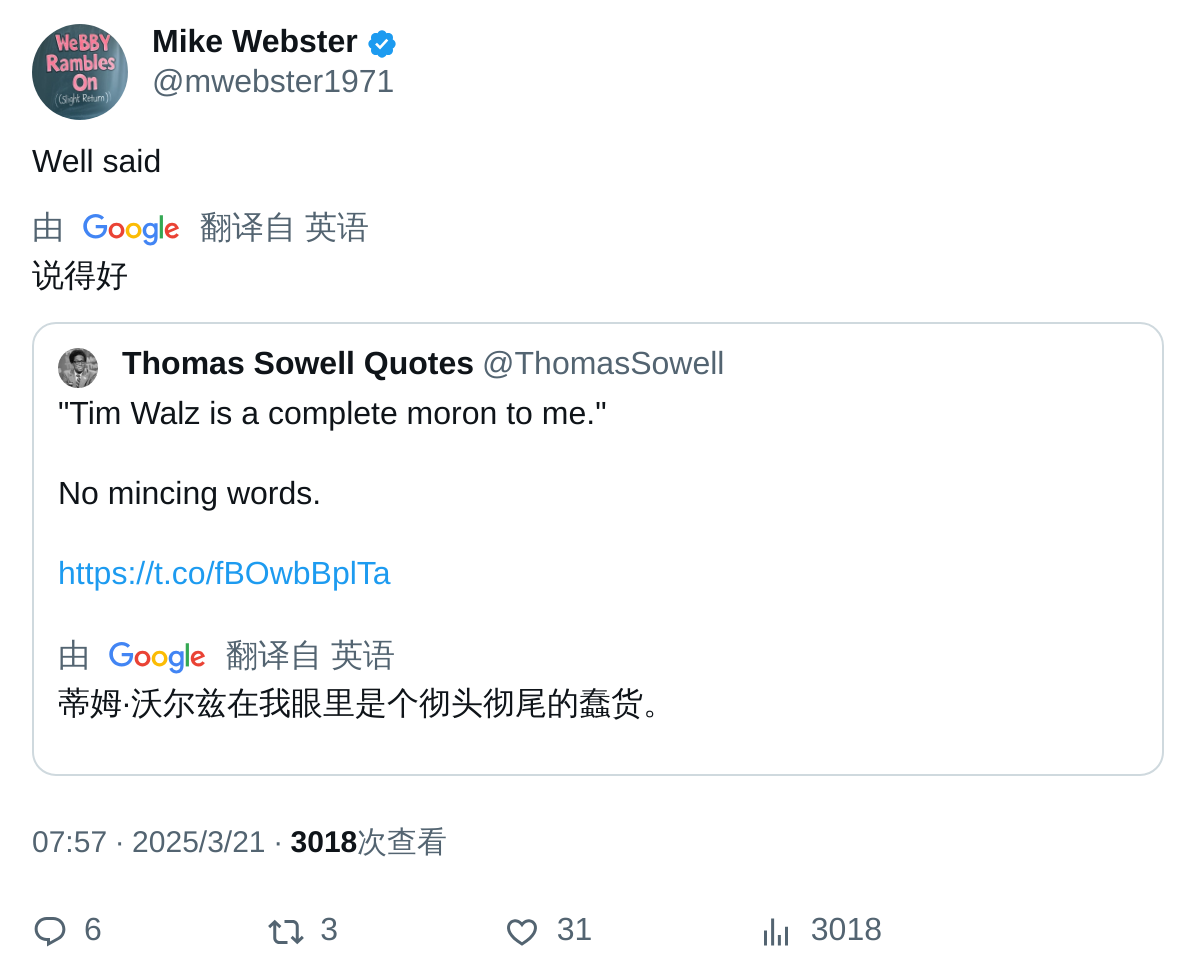 WeBBY
Rambles
On
((Slight Return))
Mike Webster
@mwebster1971
Well said
由 Google 翻译自 英语
说得好
Thomas Sowell Quotes @ThomasSowell
"Tim Walz is a complete moron to me."
No mincing words.
https://t.co/fBOwbBplTa
由 Google 翻译自 英语
蒂姆·沃尔兹在我眼里是个彻头彻尾的蠢货。
07:57 · 2025/3/21 · 3018次查看
6 3 31 3018